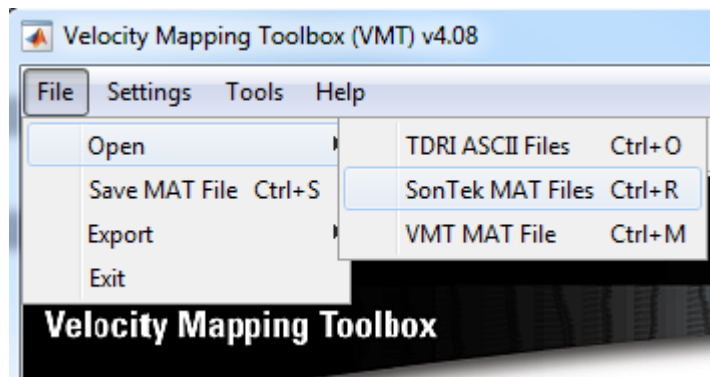 Velocity Mapping Toolbox (VMT) v4.08
File Settings Tools Help
Open TDRI ASCII Files Ctrl+O
Save MAT File Ctrl+S SonTek MAT Files Ctrl+R
Export VMT MAT File Ctrl+M
Exit
Velocity Mapping Toolbox